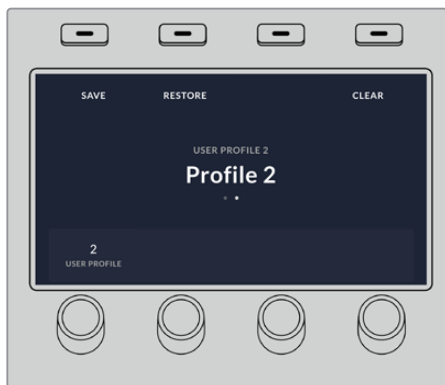 SAVE RESTORE CLEAR
USER PROFILE 2
Profile 2
2
USER PROFILE